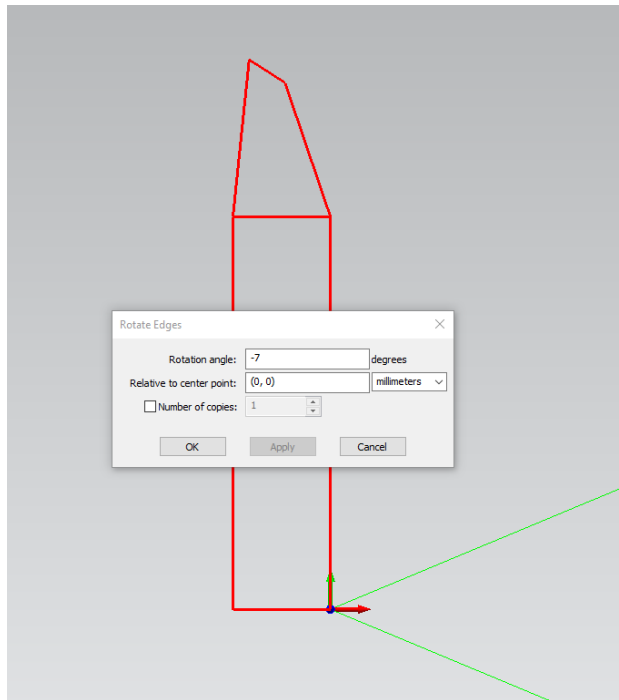 Rotate Edges
Rotation angle: -7 degrees
Relative to center point: (0, 0) millimeters
Number of copies: 1
OK Apply Cancel